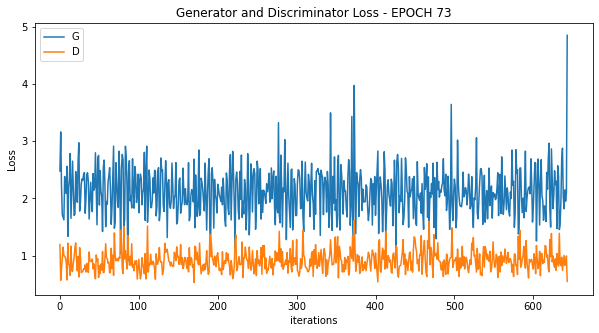 Generator and Discriminator Loss - EPOCH 73
G
D
Loss
5
4
3
2
1
0
100
200
300
400
500
600
iterations